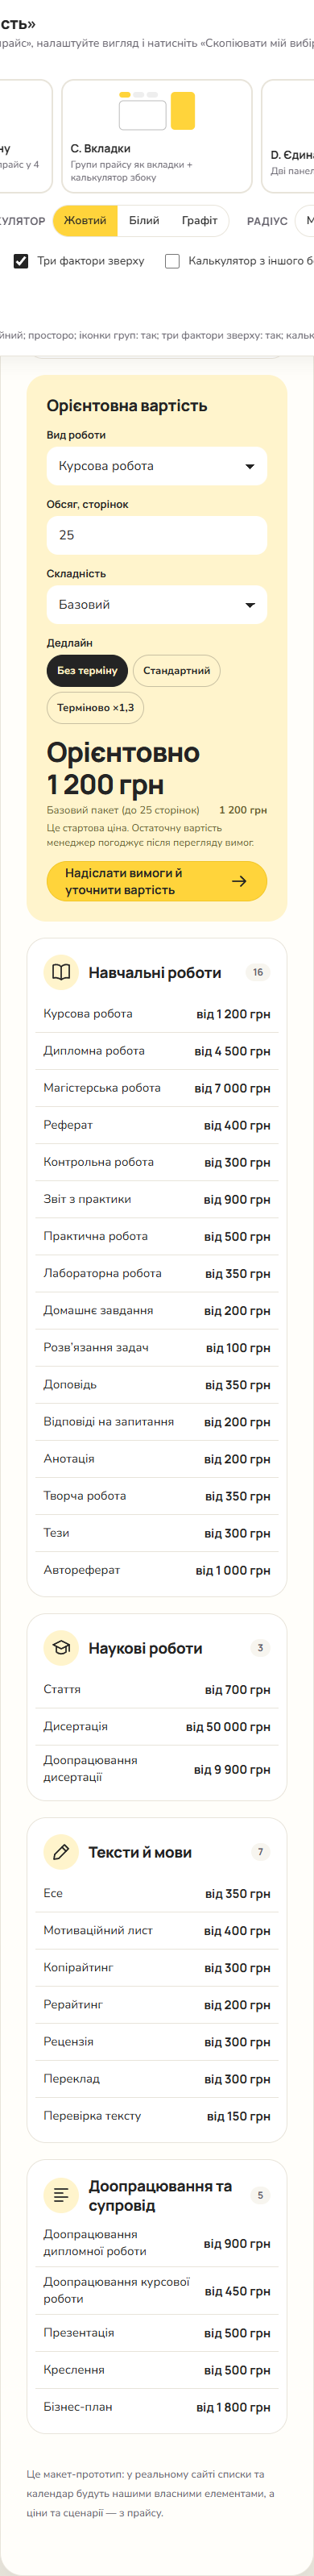 сть»
прайс», налаштуйте вигляд і натисніть «Скопіювати мій вибір
ну
прайс у 4
C. Вкладки
Групи прайсу як вкладки +
калькулятор збоку
D. Єдина
Дві панел
КУЛЯТОР Жовтий Білий Графіт РАДІУС М
Три фактори зверху Калькулятор з іншого б
йний; просторо; іконки груп: так; три фактори зверху: так; кальк
Орієнтовна вартість
Вид роботи
Курсова робота
Обсяг, сторінок
25
Складність
Базовий
Дедлайн
Без терміну Стандартний
Терміново ×1,3
Орієнтовно
1 200 грн
Базовий пакет (до 25 сторінок) 1 200 грн
Це стартова ціна. Остаточну вартість
менеджер погоджує після перегляду вимог.
Надіслати вимоги й
уточнити вартість →
Навчальні роботи 16
Курсова робота від 1 200 грн
Дипломна робота від 4 500 грн
Магістерська робота від 7 000 грн
Реферат від 400 грн
Контрольна робота від 300 грн
Звіт з практики від 900 грн
Практична робота від 500 грн
Лабораторна робота від 350 грн
Домашнє завдання від 200 грн
Розв’язання задач від 100 грн
Доповідь від 350 грн
Відповіді на запитання від 200 грн
Анотація від 200 грн
Творча робота від 350 грн
Тези від 300 грн
Автореферат від 1 000 грн
Наукові роботи 3
Стаття від 700 грн
Дисертація від 50 000 грн
Доопрацювання
дисертації від 9 900 грн
Тексти й мови 7
Есе від 350 грн
Мотиваційний лист від 400 грн
Копірайтинг від 300 грн
Рерайтинг від 200 грн
Рецензія від 300 грн
Переклад від 300 грн
Перевірка тексту від 150 грн
Доопрацювання та
супровід 5
Доопрацювання
дипломної роботи від 900 грн
Доопрацювання курсової
роботи від 450 грн
Презентація від 500 грн
Креслення від 500 грн
Бізнес-план від 1 800 грн
Це макет-прототип: у реальному сайті списки та
календар будуть нашими власними елементами, а
ціни та сценарії — з прайсу.